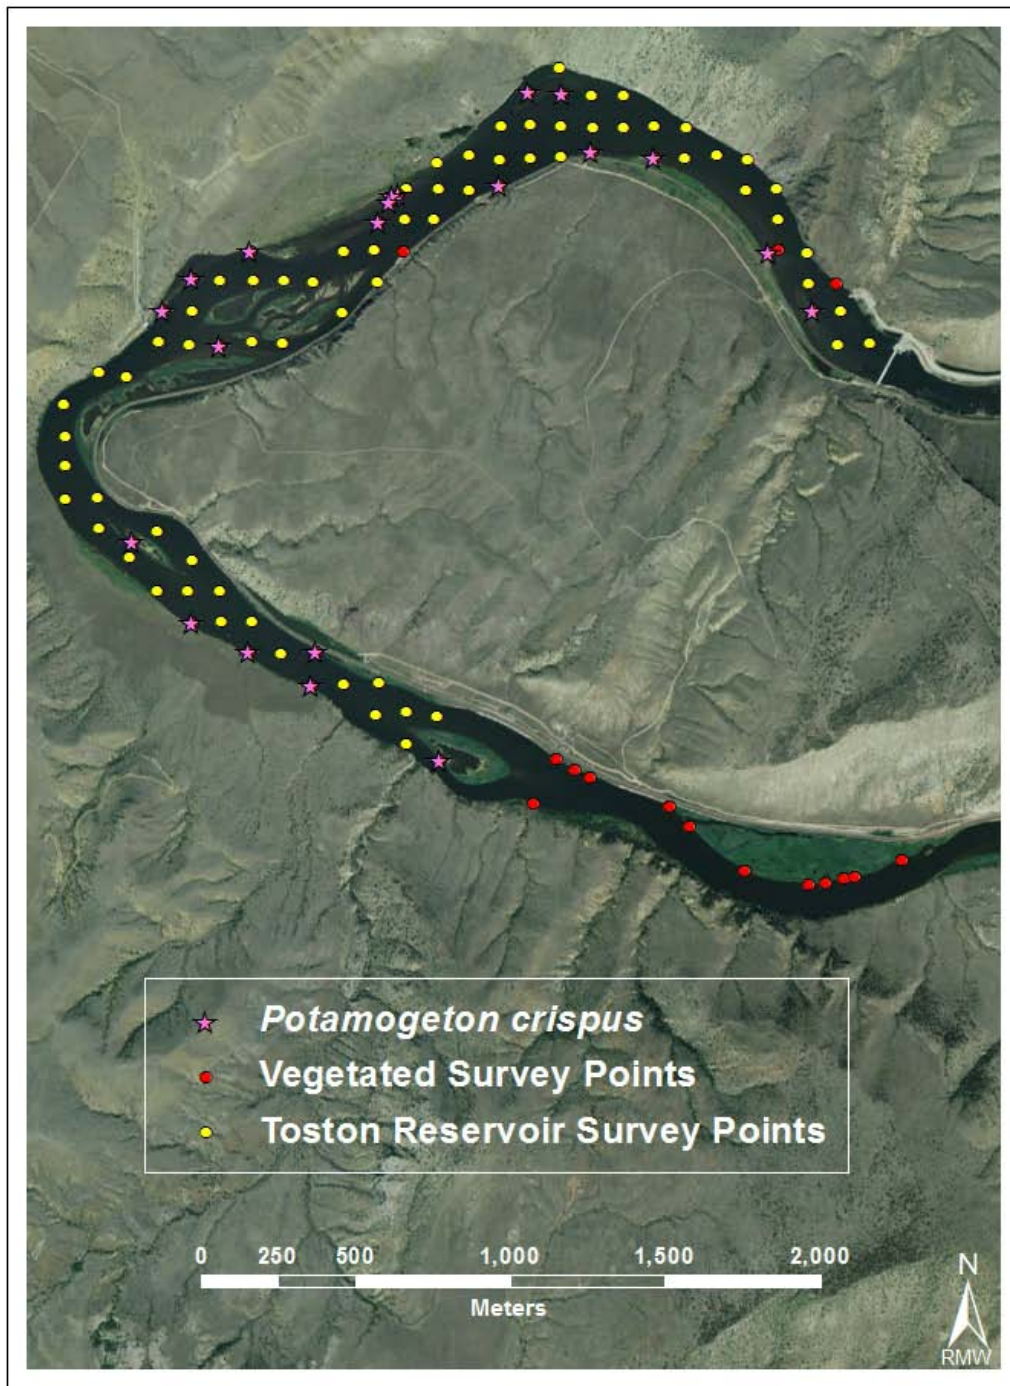 Potamogeton crispus
Vegetated Survey Points
Toston Reservoir Survey Points
0 250 500 1,000 1,500 2,000
Meters
N
RMW